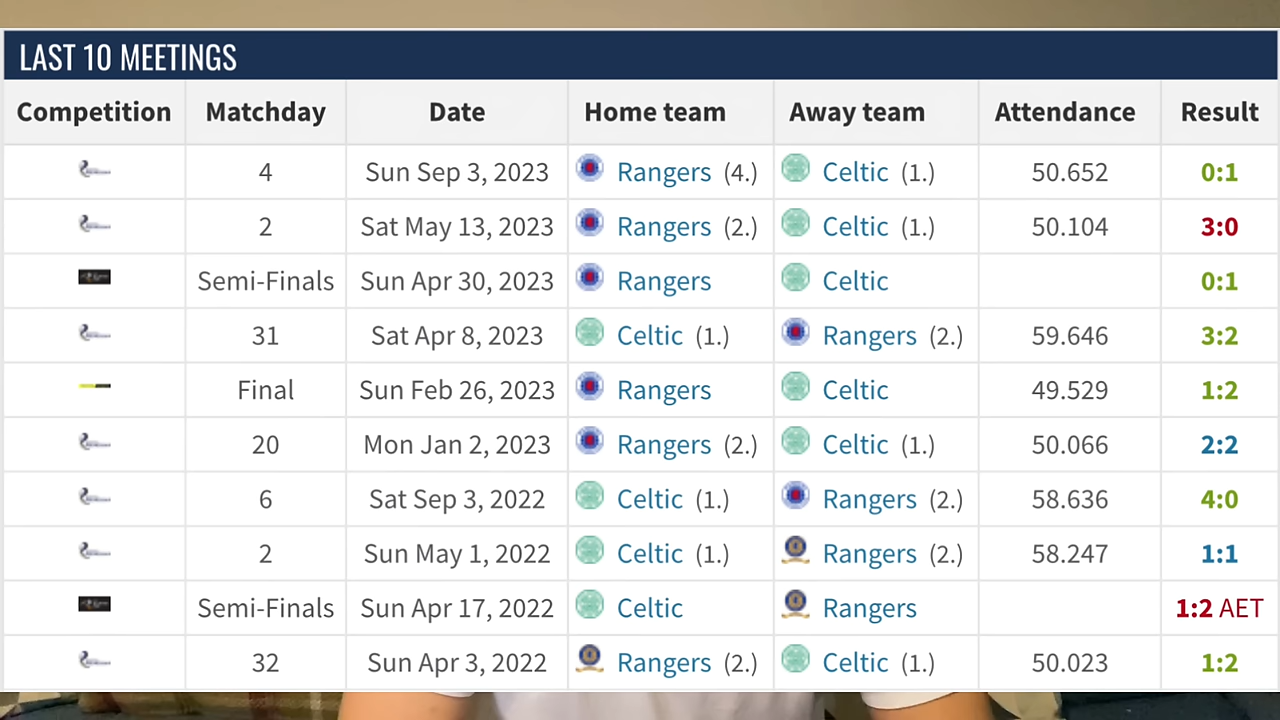 LAST 10 MEETINGS
Competition Matchday Date Home team Away team Attendance Result
4 Sun Sep 3, 2023 Rangers (4.) Celtic (1.) 50.652 0:1
2 Sat May 13, 2023 Rangers (2.) Celtic (1.) 50.104 3:0
Semi-Finals Sun Apr 30, 2023 Rangers Celtic 0:1
31 Sat Apr 8, 2023 Celtic (1.) Rangers (2.) 59.646 3:2
Final Sun Feb 26, 2023 Rangers Celtic 49.529 1:2
20 Mon Jan 2, 2023 Rangers (2.) Celtic (1.) 50.066 2:2
6 Sat Sep 3, 2022 Celtic (1.) Rangers (2.) 58.636 4:0
2 Sun May 1, 2022 Celtic (1.) Rangers (2.) 58.247 1:1
Semi-Finals Sun Apr 17, 2022 Celtic Rangers 1:2 AET
32 Sun Apr 3, 2022 Rangers (2.) Celtic (1.) 50.023 1:2